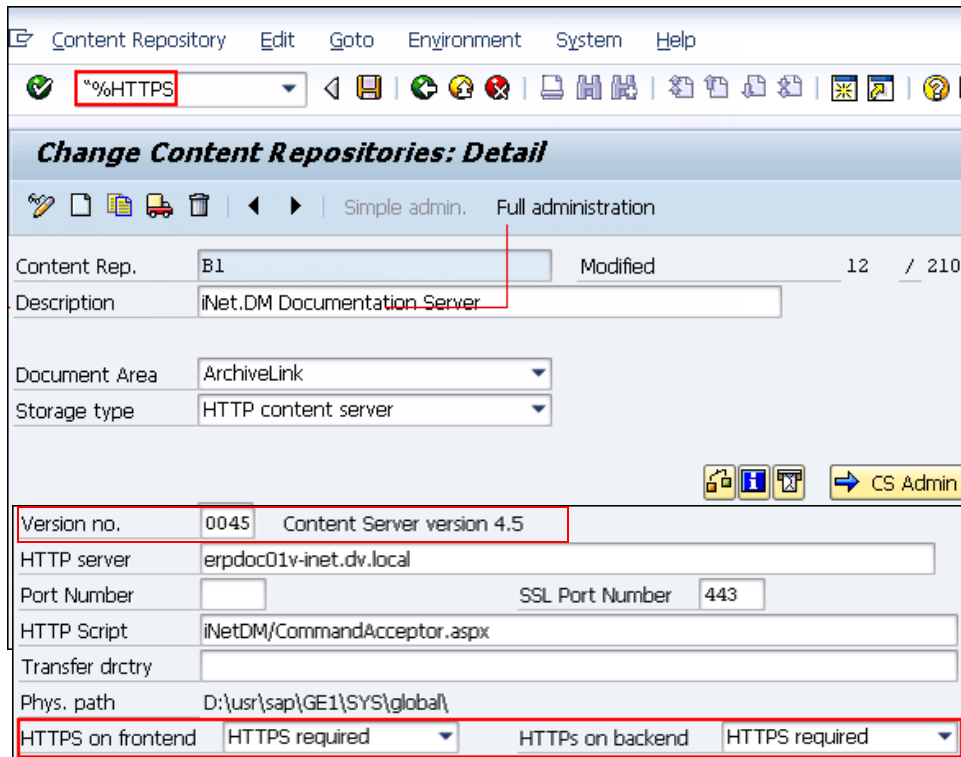 Content Repository Edit Goto Environment System Help
"%HTTPS
Change Content Repositories: Detail
Simple admin. Full administration
Content Rep. B1 Modified 12 / 210
Description iNet.DM Documentation Server
Document Area ArchiveLink
Storage type HTTP content server
CS Admin
Version no. 0045 Content Server version 4.5
HTTP server erpdoc01v-inet.dv.local
Port Number SSL Port Number 443
HTTP Script iNetDM/CommandAcceptor.aspx
Transfer drctry
Phys. path D:\usr\sap\GE1\SYS\global\
HTTPS on frontend HTTPS required HTTPs on backend HTTPS required